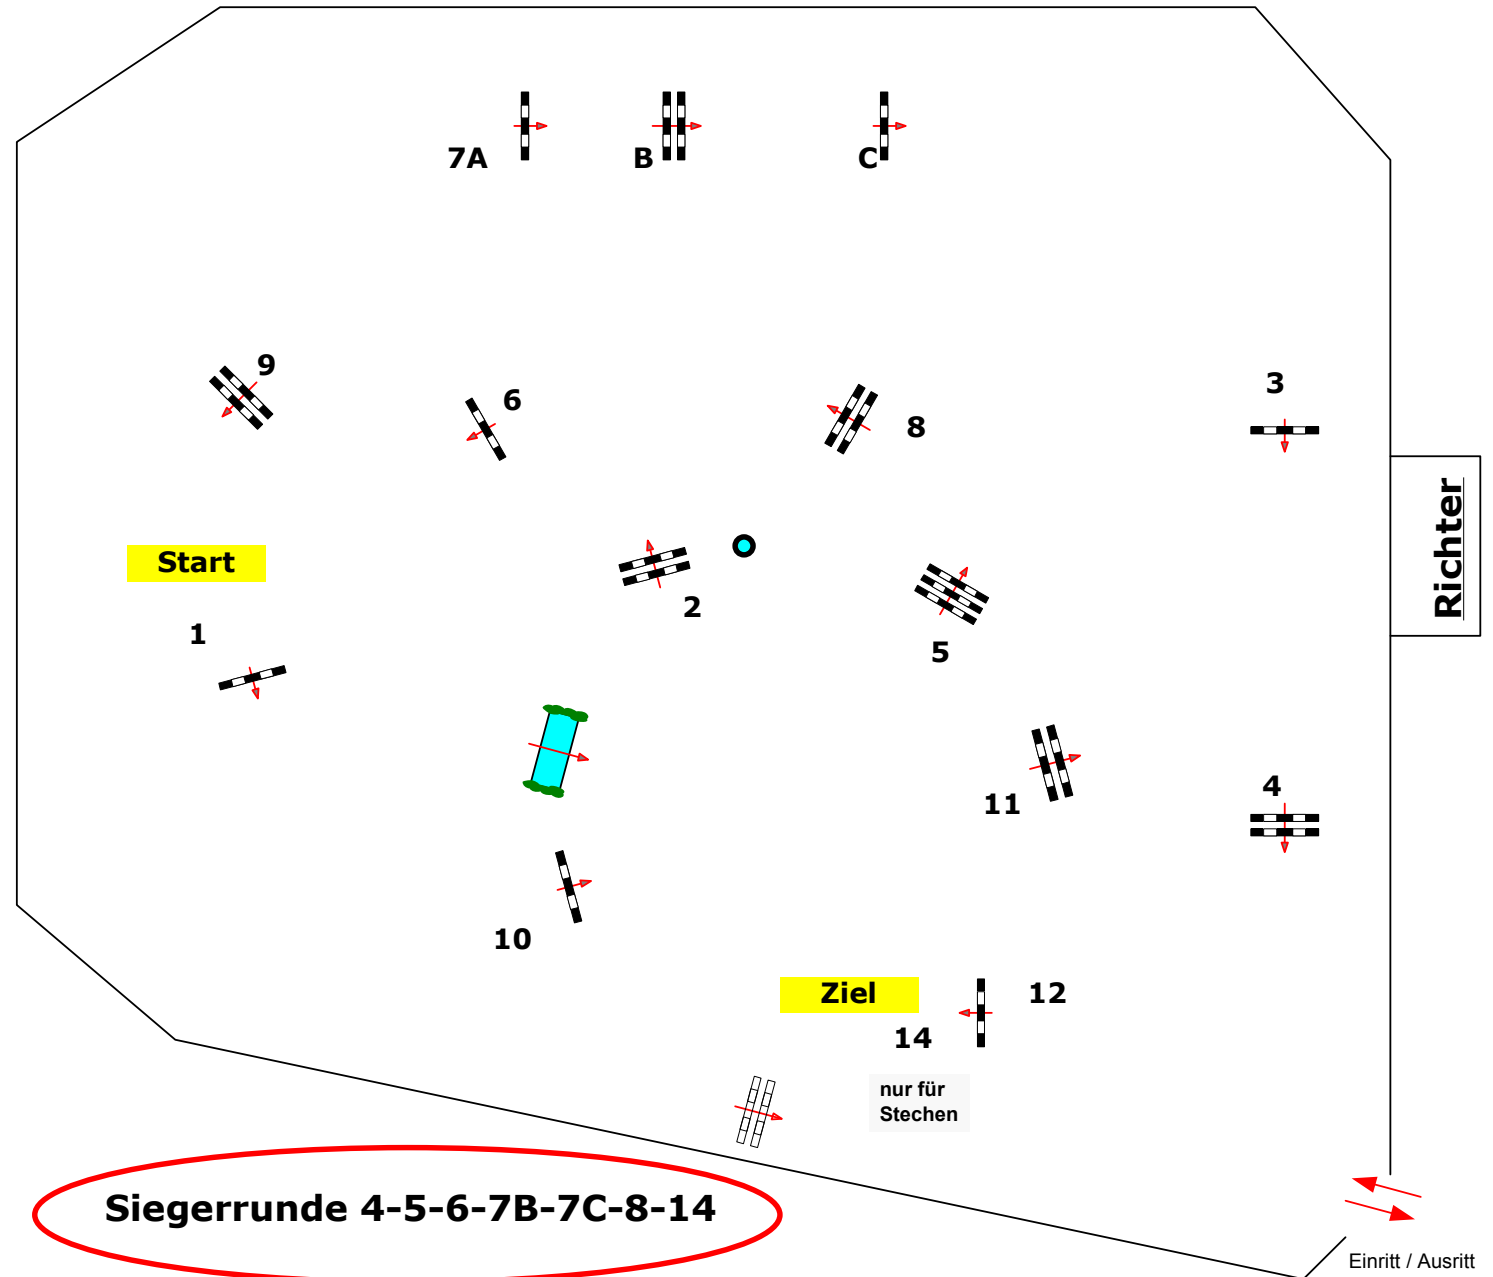 7A
B
C
9
6
8
3
Start
2
1
5
Richter
11
4
10
Ziel
12
14
nur für
Stechen
Siegerrunde 4-5-6-7B-7C-8-14
Einritt / Ausritt